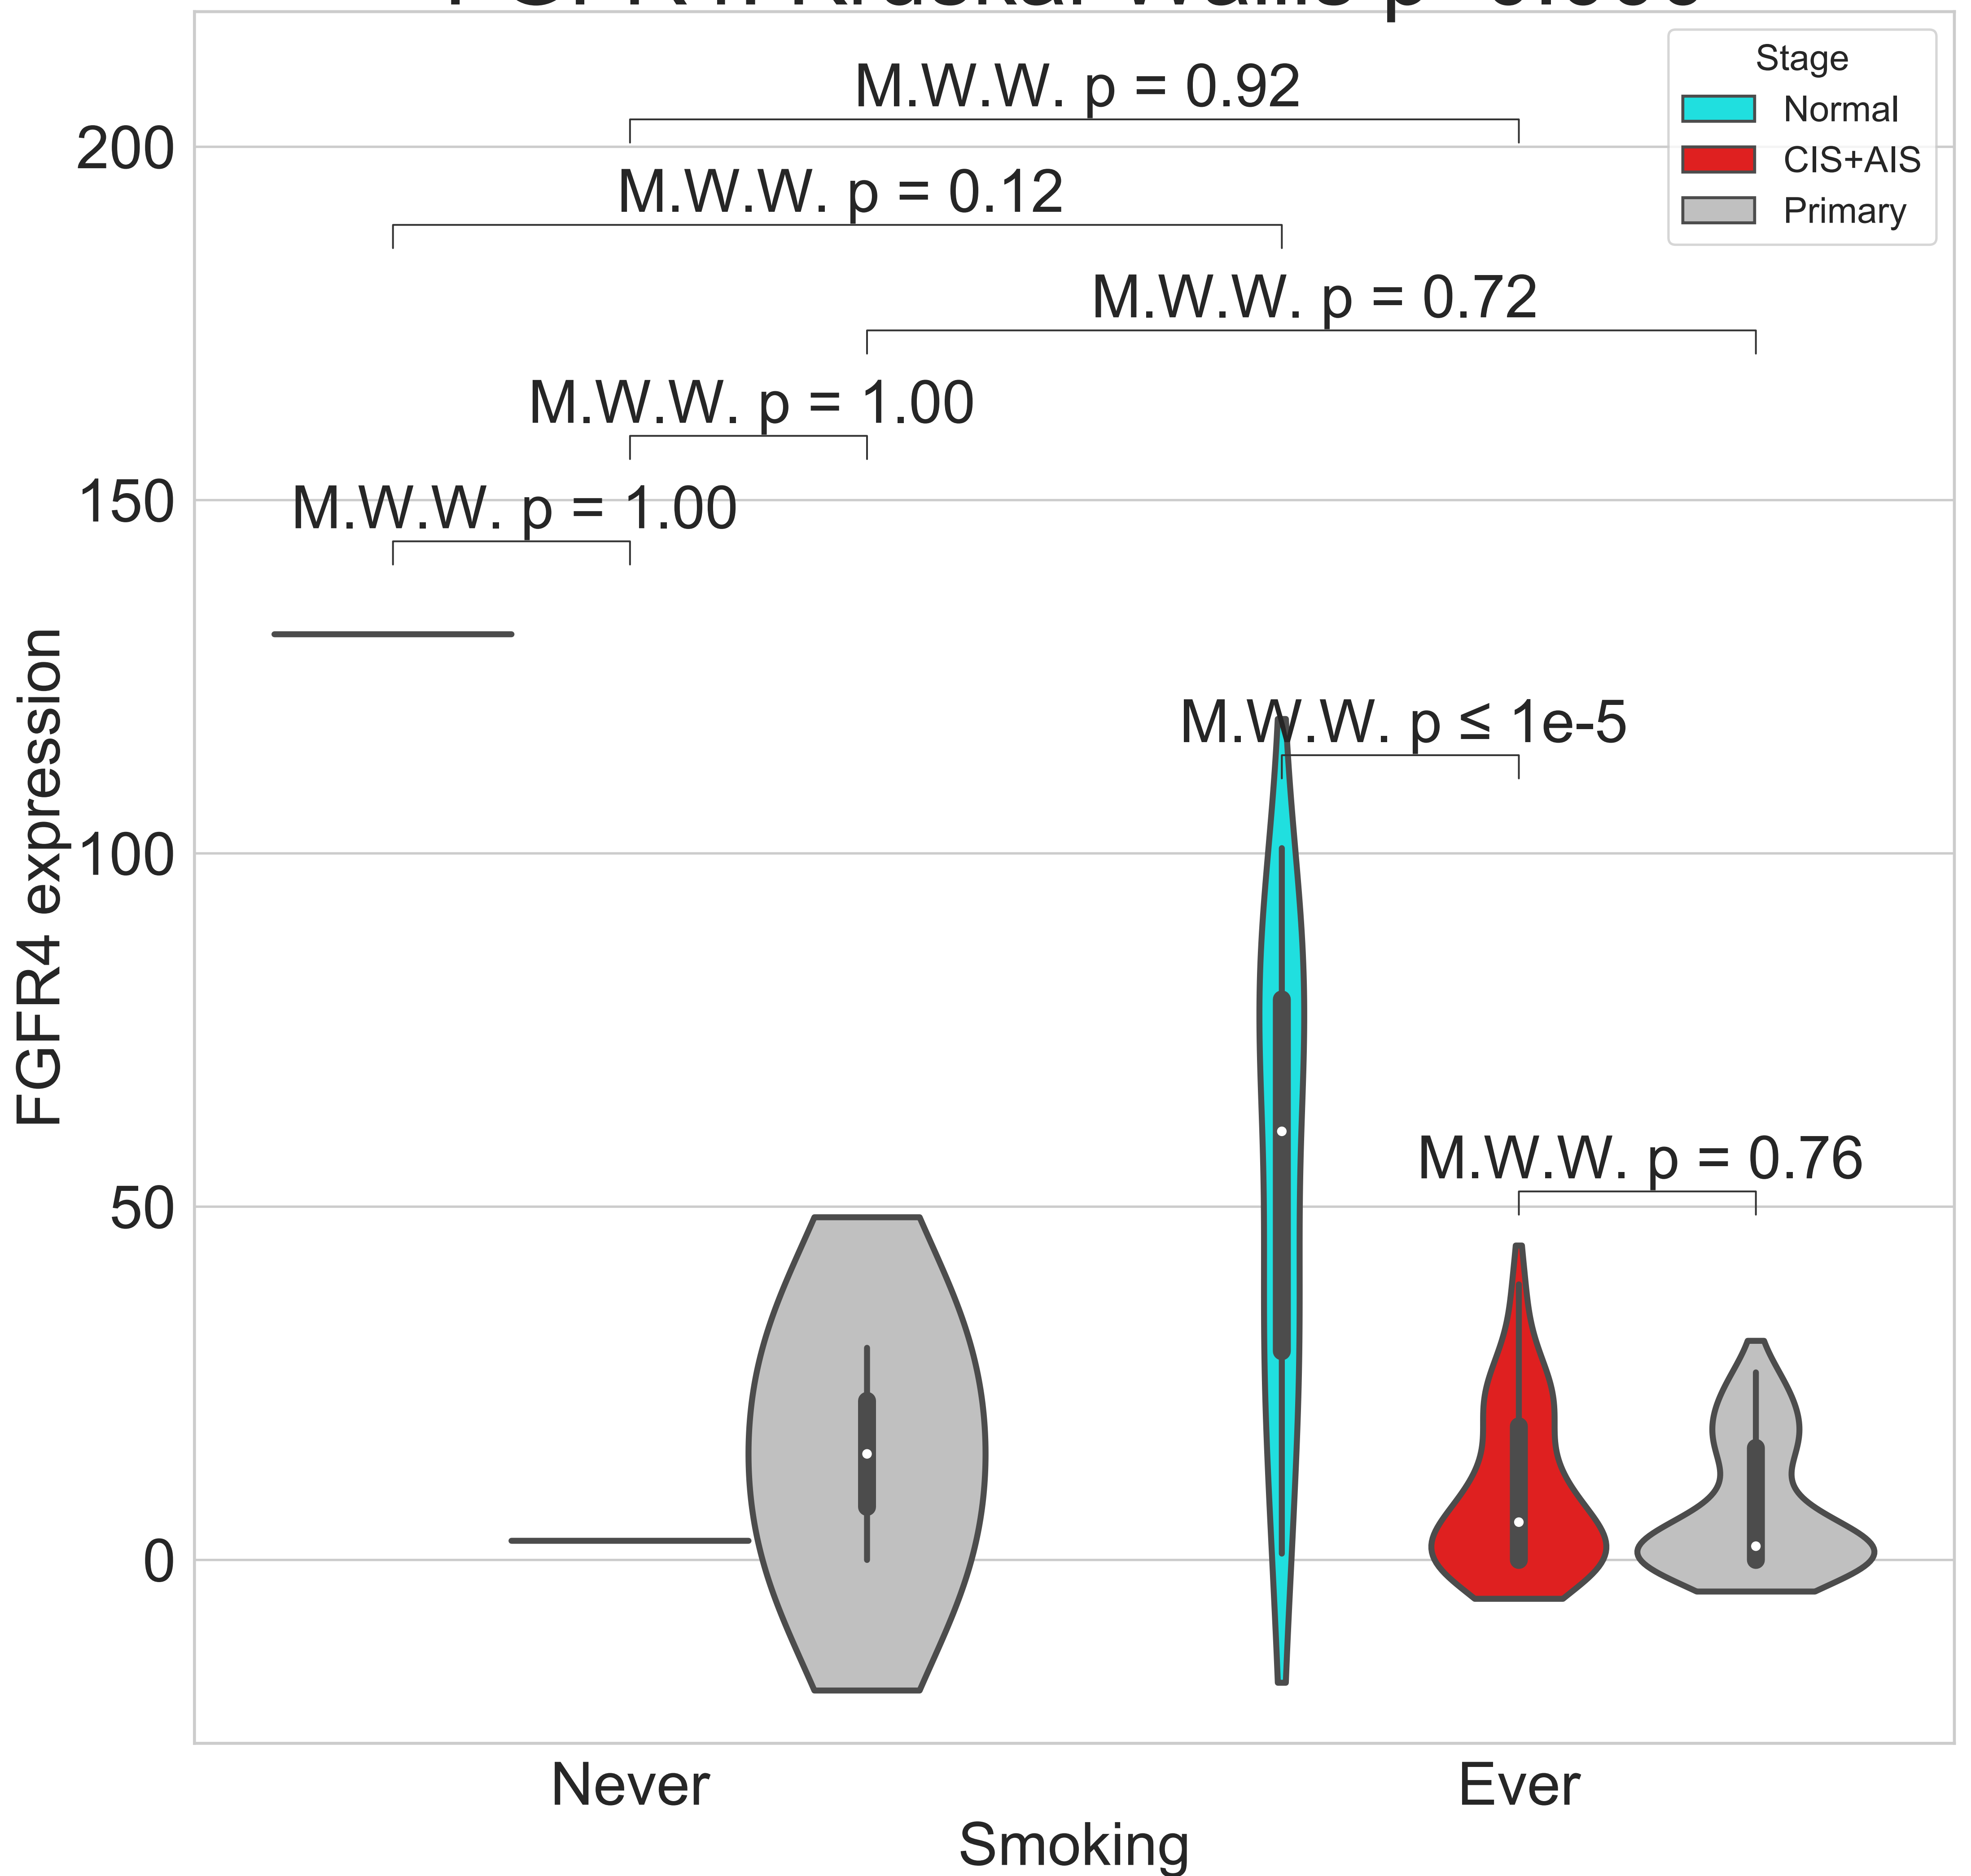 Stage
Normal
CIS+AIS
Primary
M.W.W. p = 0.92
M.W.W. p = 0.12
M.W.W. p = 0.72
M.W.W. p = 1.00
M.W.W. p = 1.00
M.W.W. p ≤ 1e-5
M.W.W. p = 0.76
FGFR4 expression
200
150
100
50
0
Never
Ever
Smoking